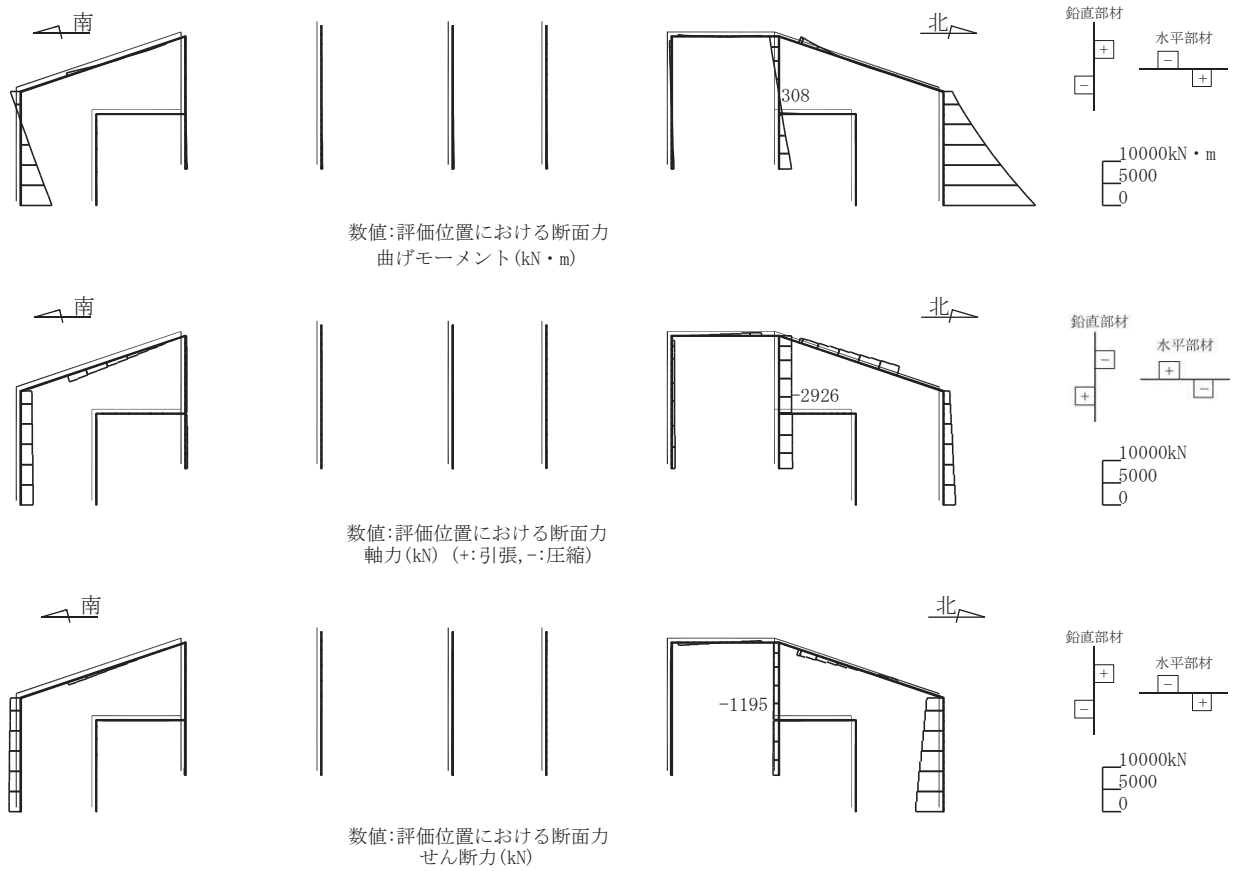 南
北
308
鉛直部材
+
-
水平部材
-
+
10000kN・m
5000
0
数値:評価位置における断面力
曲げモーメント(kN・m)
南
北
-2926
鉛直部材
-
+
水平部材
+
-
10000kN
5000
0
数値:評価位置における断面力
軸力(kN) (+:引張,-:圧縮)
南
北
-1195
鉛直部材
+
-
水平部材
-
+
10000kN
5000
0
数値:評価位置における断面力
せん断力(kN)